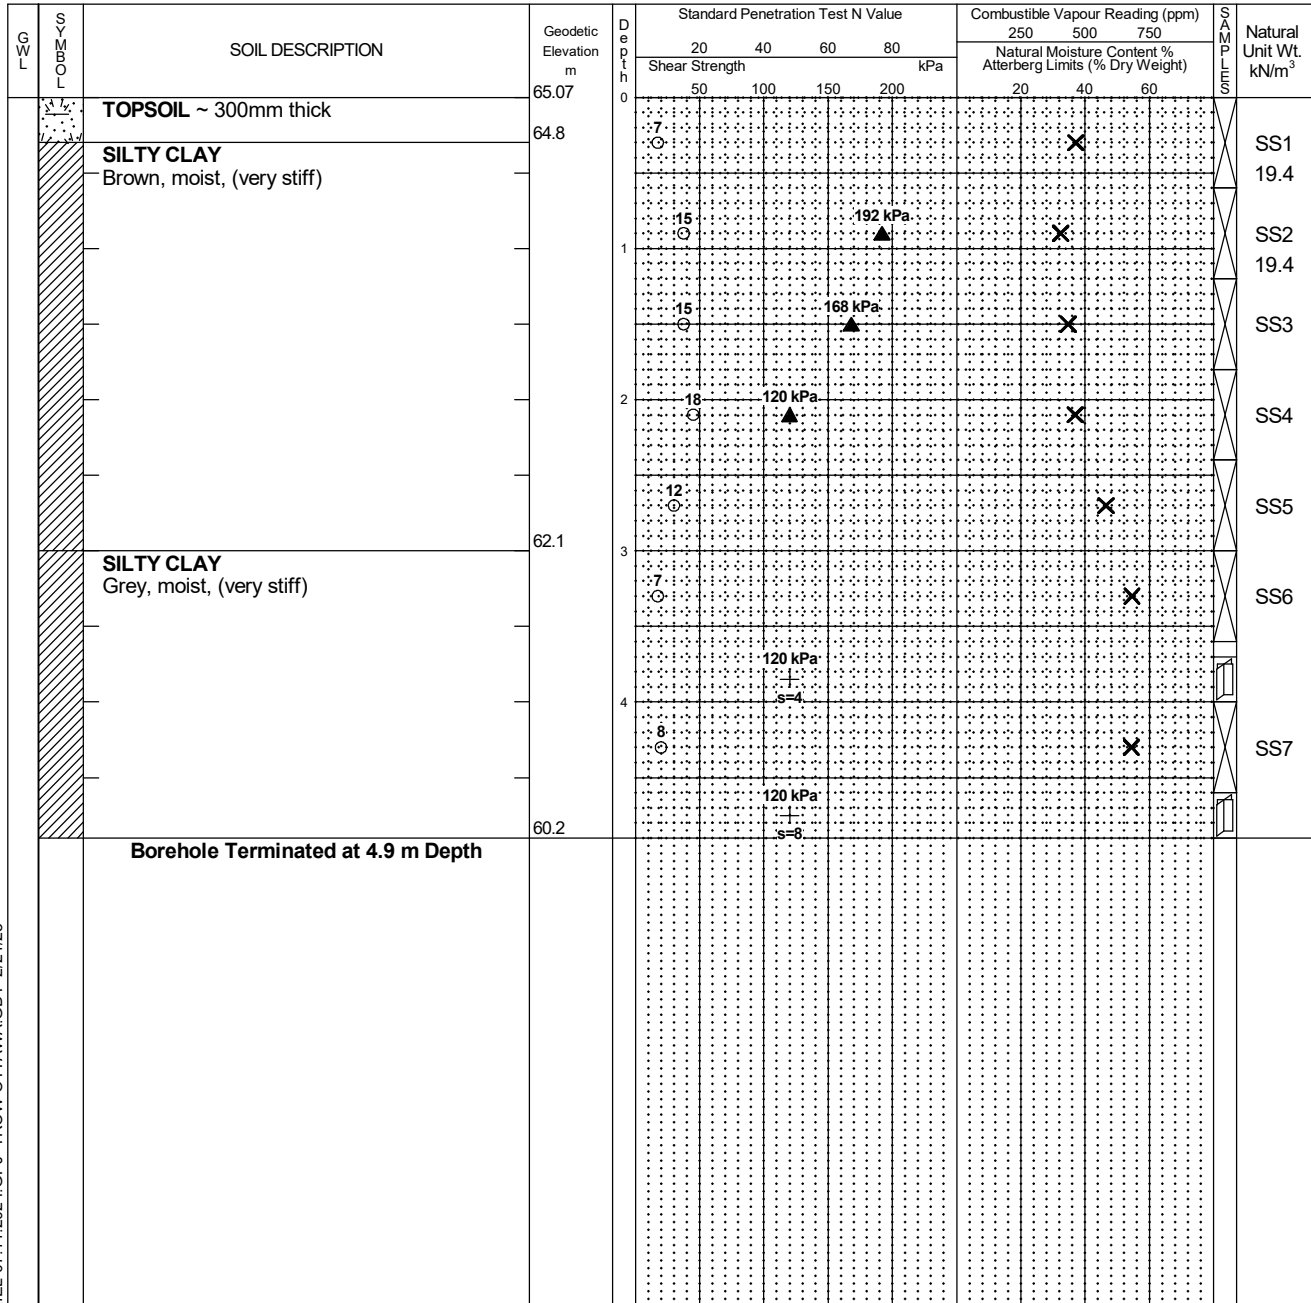 GWL
SYMBOL
SOIL DESCRIPTION
Geodetic
Elevation
m
65.07
Depth
Standard Penetration Test N Value
20 40 60 80
Shear Strength kPa
50 100 150 200
Combustible Vapour Reading (ppm)
250 500 750
Natural Moisture Content %
Atterberg Limits (% Dry Weight)
20 40 60
SAMPLES
Natural
Unit Wt.
kN/m³
0
TOPSOIL ~ 300mm thick
64.8
7
SS1
SILTY CLAY
Brown, moist, (very stiff)
19.4
15
192 kPa
SS2
1
19.4
15
168 kPa
SS3
2
18
120 kPa
SS4
12
SS5
62.1
3
SILTY CLAY
Grey, moist, (very stiff)
7
SS6
120 kPa
s=4
4
8
SS7
120 kPa
s=8
60.2
Borehole Terminated at 4.9 m Depth